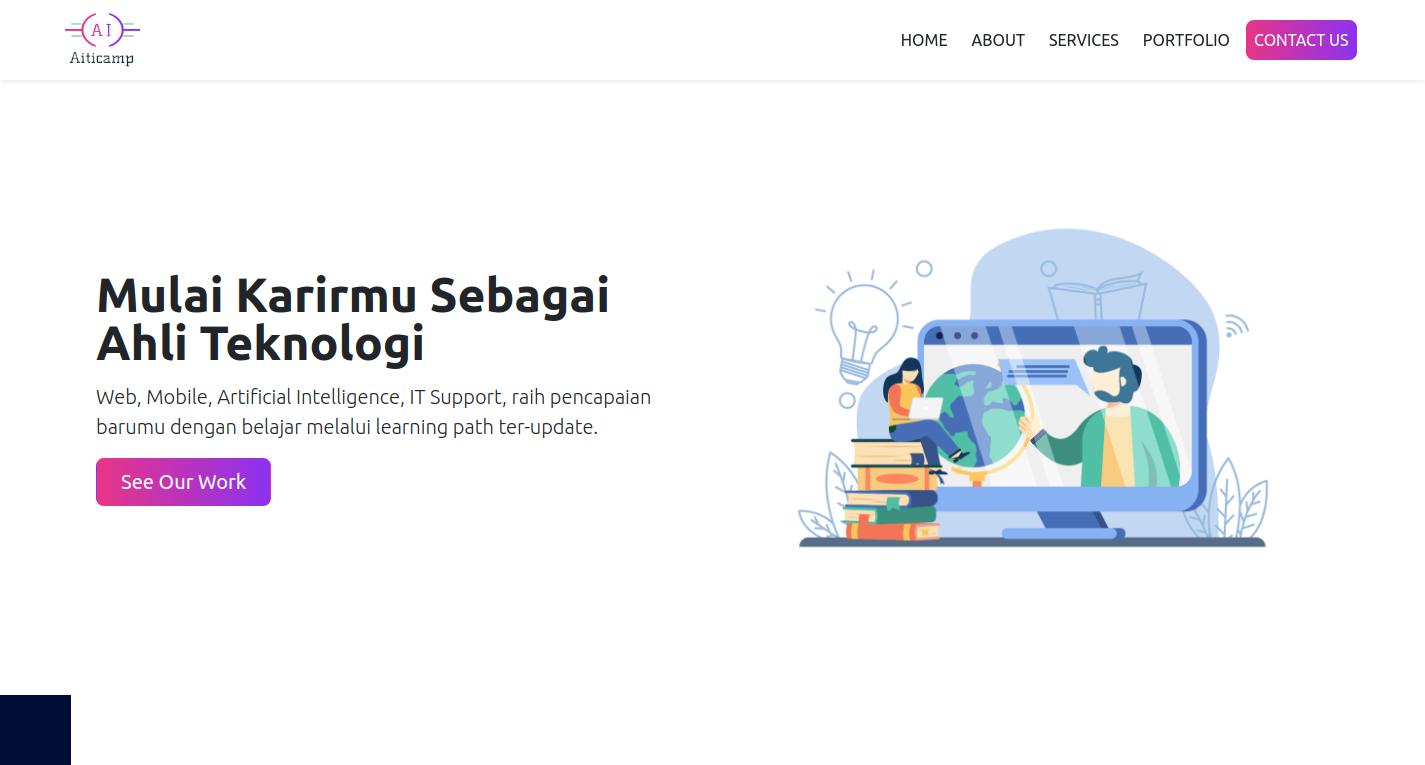 AI
Aiticamp
HOME ABOUT SERVICES PORTFOLIO CONTACT US
Mulai Karirmu Sebagai
Ahli Teknologi
Web, Mobile, Artificial Intelligence, IT Support, raih pencapaian
barumu dengan belajar melalui learning path ter-update.
See Our Work